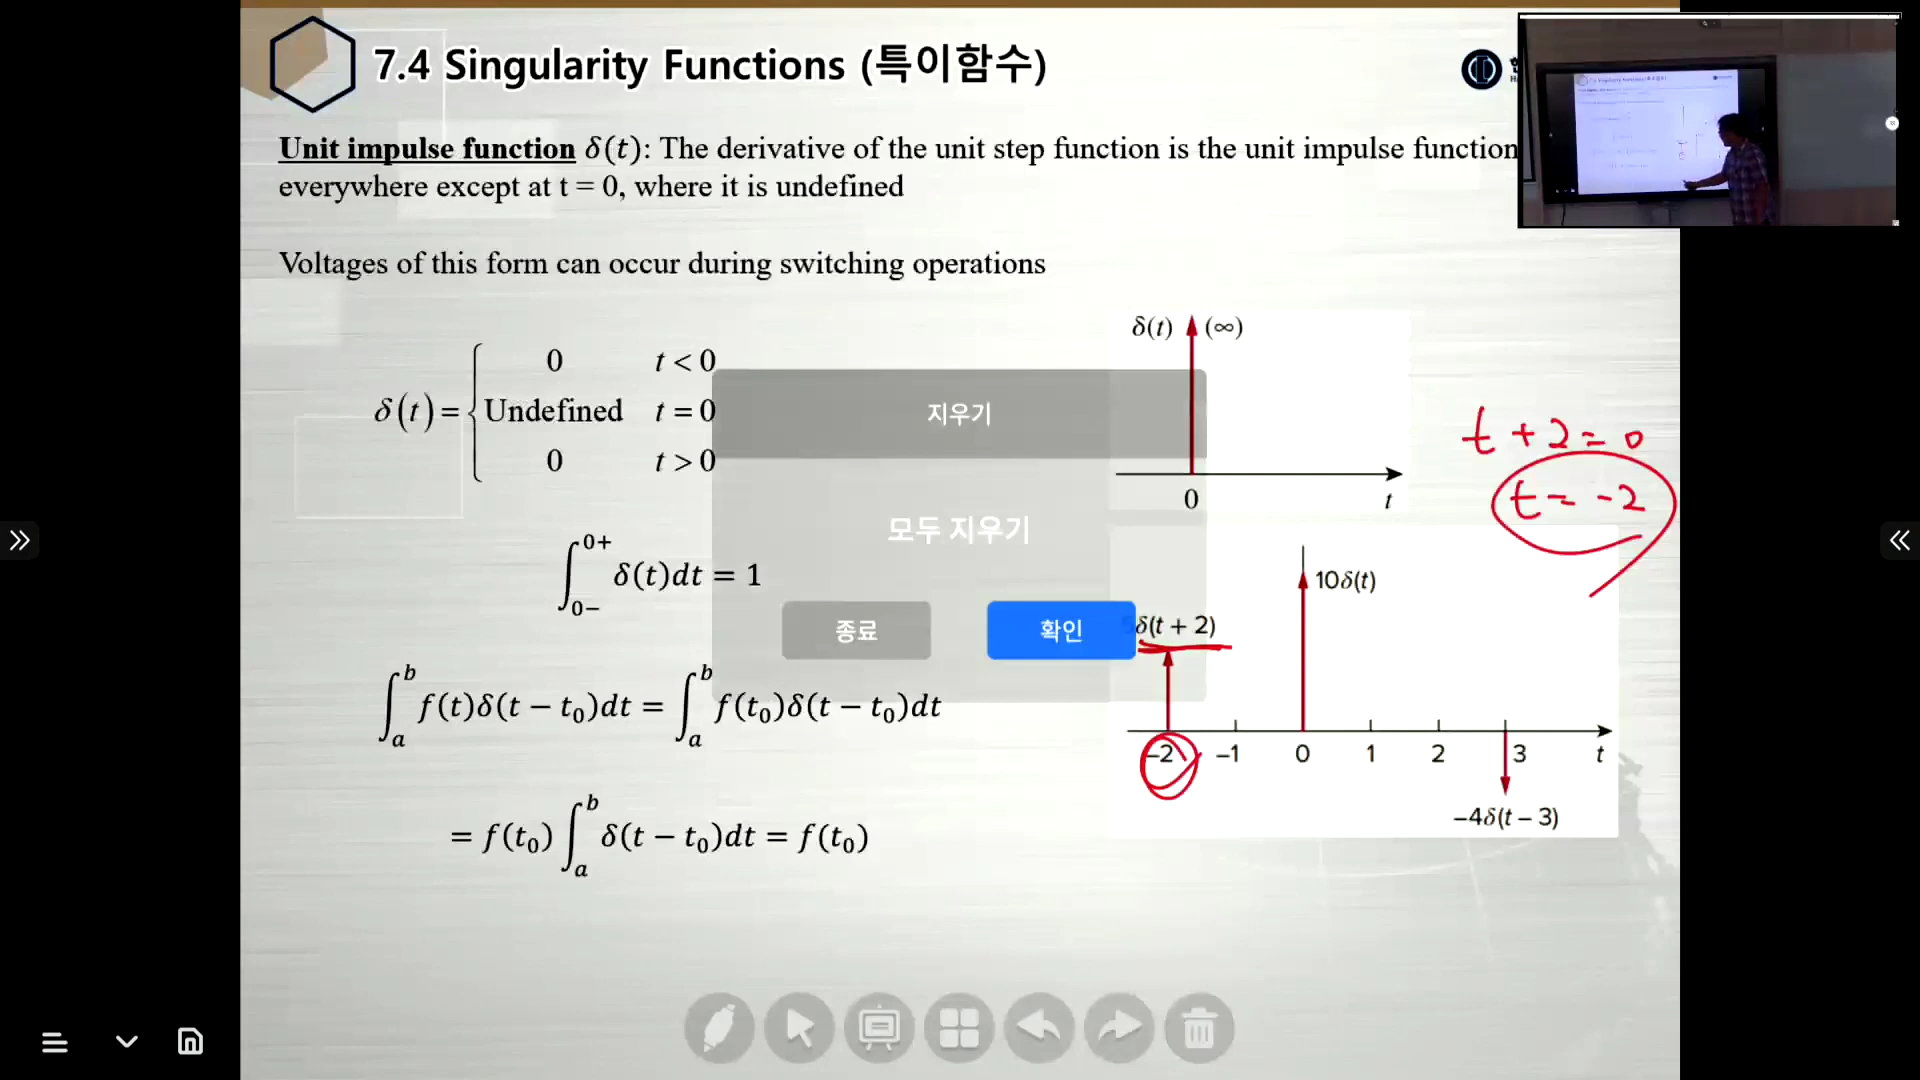 7.4 Singularity Functions (특이함수)
Unit impulse function δ(t): The derivative of the unit step function is the unit impulse function
everywhere except at t = 0, where it is undefined
Voltages of this form can occur during switching operations
δ(t) = { 0 t < 0
Undefined t = 0
0 t > 0
∫_{0−}^{0+} δ(t)dt = 1
∫_a^b f(t)δ(t − t₀)dt = ∫_a^b f(t₀)δ(t − t₀)dt
= f(t₀) ∫_a^b δ(t − t₀)dt = f(t₀)
지우기
모두 지우기
종료 확인
δ(t) (∞)
0 t
t + 2 = 0
t = -2
10δ(t)
5δ(t + 2)
−2 −1 0 1 2 3 t
−4δ(t − 3)